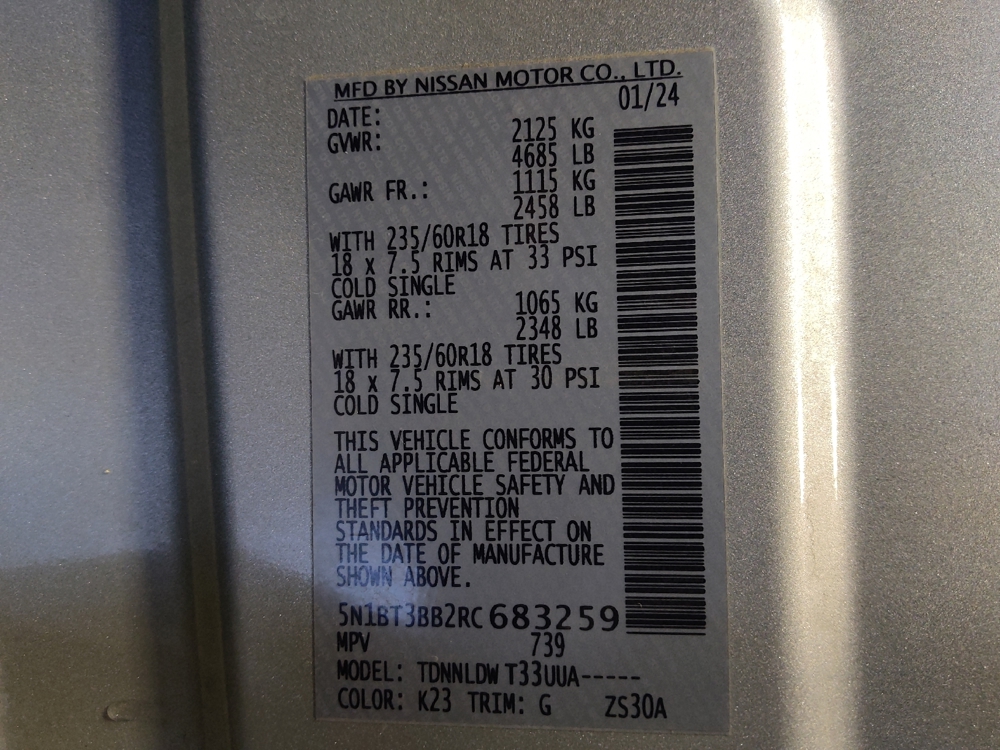 MFD BY NISSAN MOTOR CO., LTD.
DATE: 01/24
GVWR: 2125 KG
4685 LB
GAWR FR.: 1115 KG
2458 LB
WITH 235/60R18 TIRES
18 x 7.5 RIMS AT 33 PSI
COLD SINGLE
GAWR RR.: 1065 KG
2348 LB
WITH 235/60R18 TIRES
18 x 7.5 RIMS AT 30 PSI
COLD SINGLE
THIS VEHICLE CONFORMS TO
ALL APPLICABLE FEDERAL
MOTOR VEHICLE SAFETY AND
THEFT PREVENTION
STANDARDS IN EFFECT ON
THE DATE OF MANUFACTURE
SHOWN ABOVE.
5N1BT3BB2RC683259
MPV 739
MODEL: TDNNLDW T33UUA-----
COLOR: K23 TRIM: G ZS30A